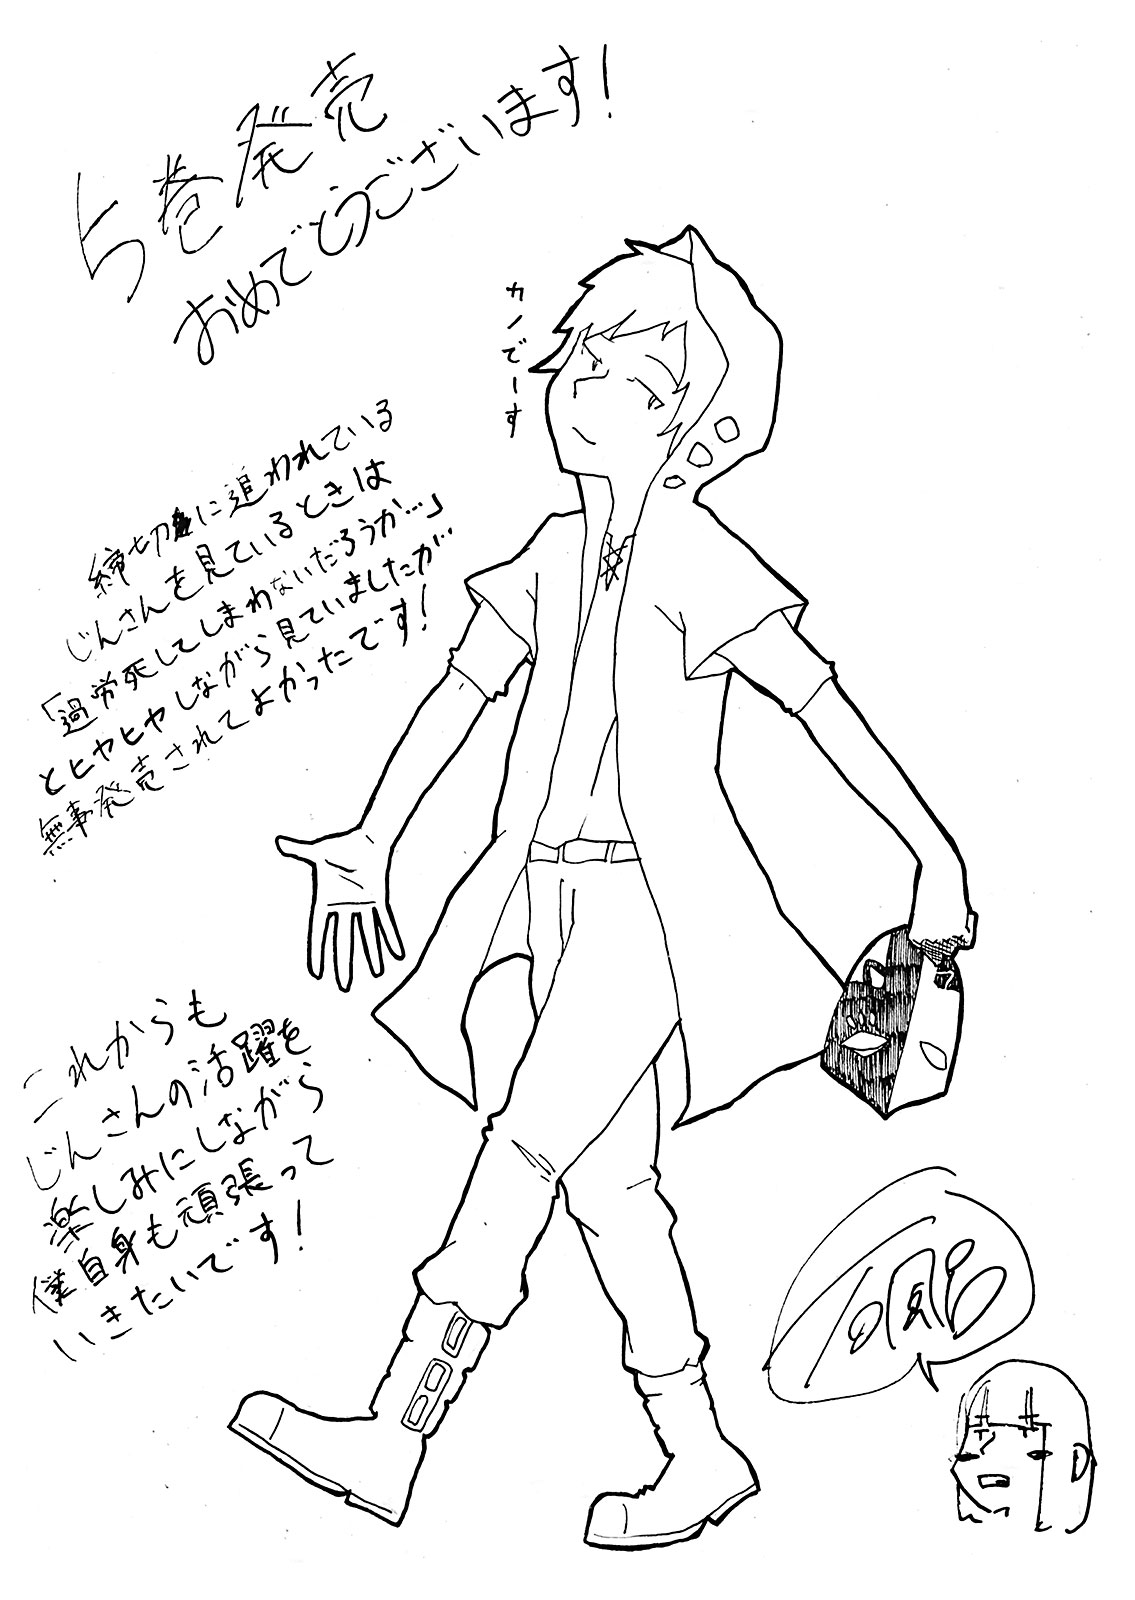 5巻発売
おめでとうございます!
カノでーす
締切に追われている
じんさんを見ているときは
「過労死してしまわないだろうか…」
とヒヤヒヤしながら見ていましたが
無事発売されてよかったです!
これからも
じんさんの活躍を
楽しみにしながら
僕自身も頑張って
いきたいです!